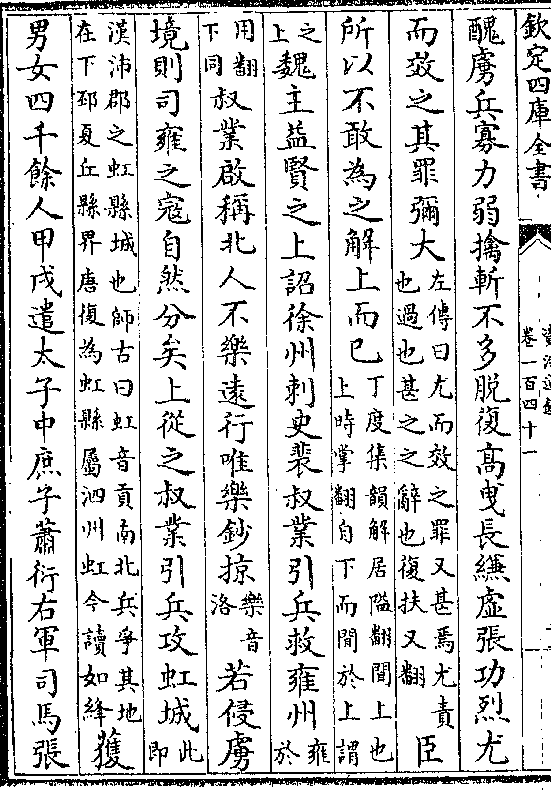 欽定四庫全書
資治通鑑
卷一百四十一
醜虜兵寡力弱擒斬不多脫復高曳長縑虛張功烈尤
而效之其罪彌大左傳曰尤而效之罪又甚焉尤責也過也甚之之辭也復扶又翻臣
所以不敢為之解上而已丁度集韻解居隘翻聞上也上時掌翻自下而聞於上謂
之上魏主益賢之上詔徐州刺史裴叔業引兵救雍州雍於
用翻下同叔業啟稱北人不樂遠行唯樂鈔掠樂音洛若侵虜
境則司雍之寇自然分矣上從之叔業引兵攻虹城此即
漢沛郡之虹縣城也師古曰虹音貢南北兵爭其地在下邳夏丘縣界唐復為虹縣屬泗州虹今讀如絳獲
男女四千餘人甲戌遣太子中庶子蕭衍右軍司馬張